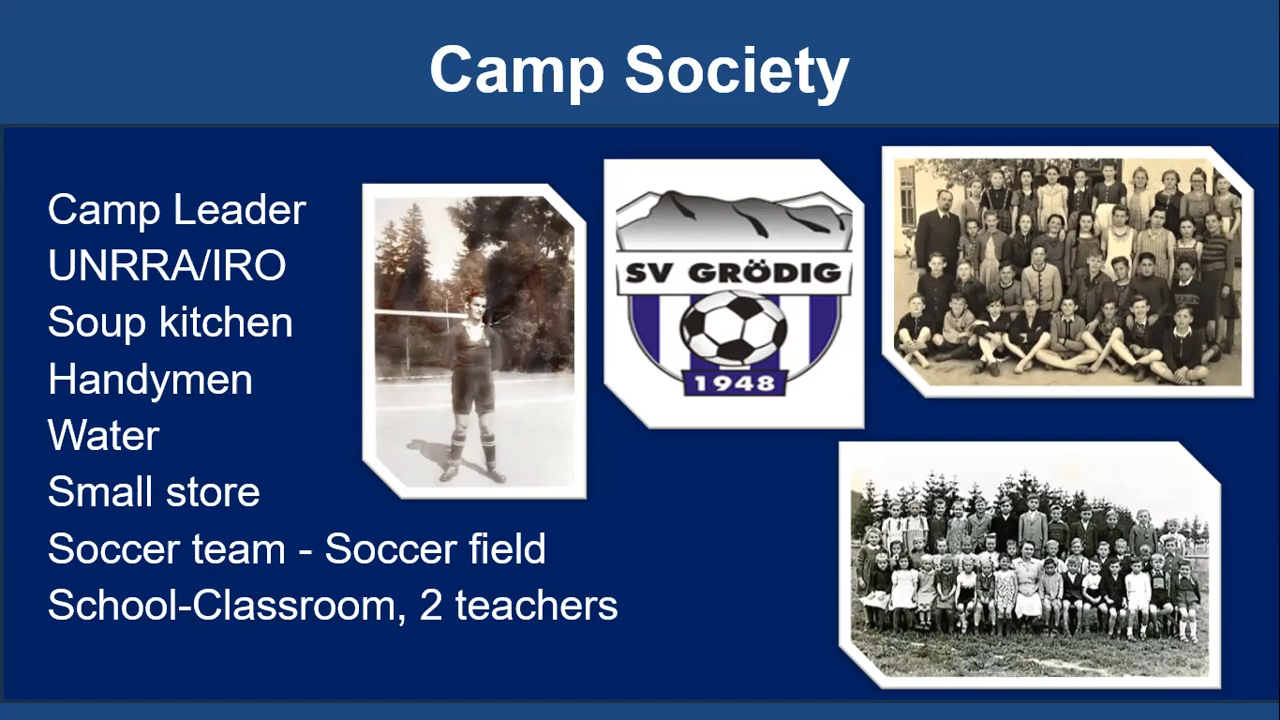 Camp Society
Camp Leader
UNRRA/IRO
Soup kitchen
Handymen
Water
Small store
Soccer team - Soccer field
School-Classroom, 2 teachers
SV GRÖDIG
1948